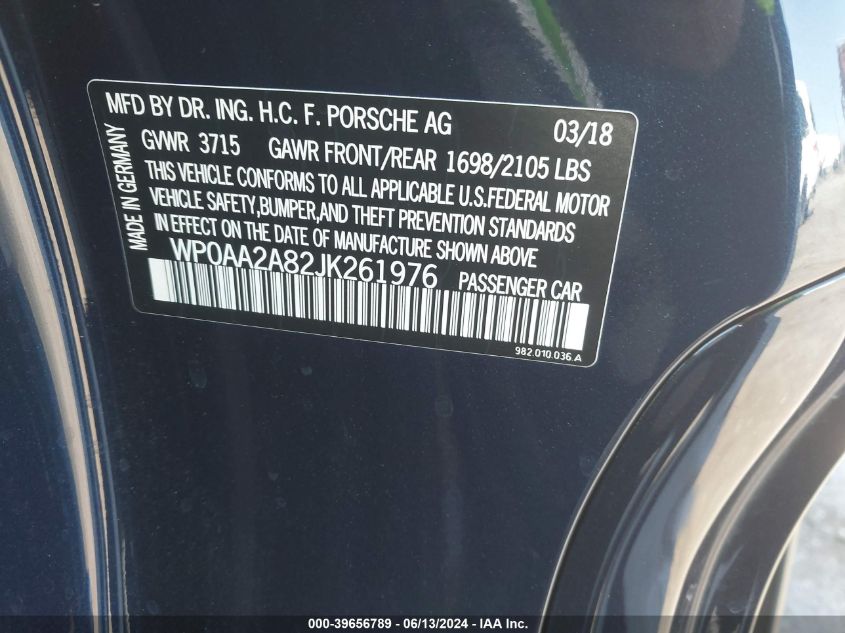 MFD BY DR. ING. H.C. F. PORSCHE AG 03/18
GVWR 3715 GAWR FRONT/REAR 1698/2105 LBS
THIS VEHICLE CONFORMS TO ALL APPLICABLE U.S.FEDERAL MOTOR
VEHICLE SAFETY,BUMPER,AND THEFT PREVENTION STANDARDS
IN EFFECT ON THE DATE OF MANUFACTURE SHOWN ABOVE
WP0AA2A82JK261976 PASSENGER CAR
982.010.036.A
MADE IN GERMANY
000-39656789 / 06/13/2024 - IAA Inc.